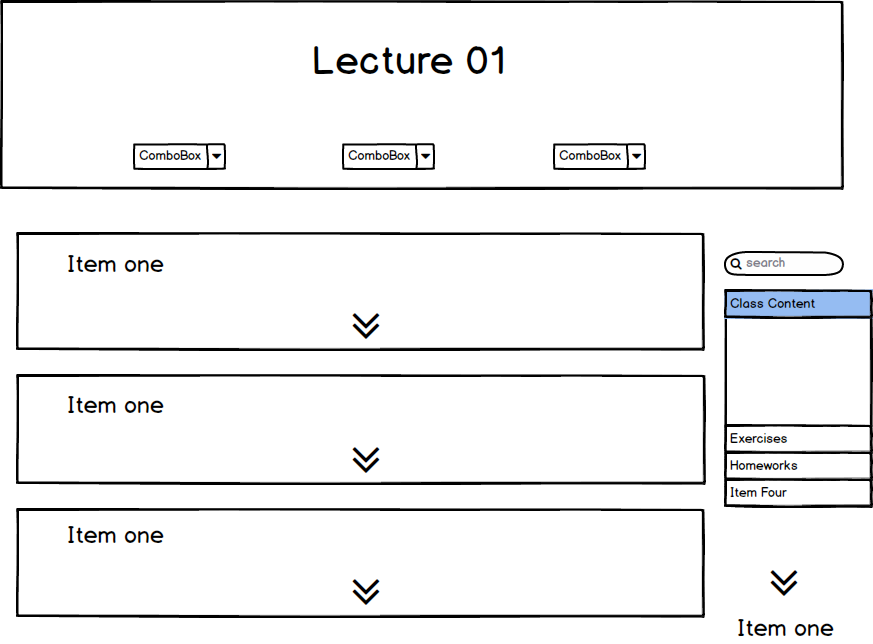 Lecture 01
ComboBox ComboBox ComboBox
Item one
Item one
Item one
search
Class Content
Exercises
Homeworks
Item Four
Item one